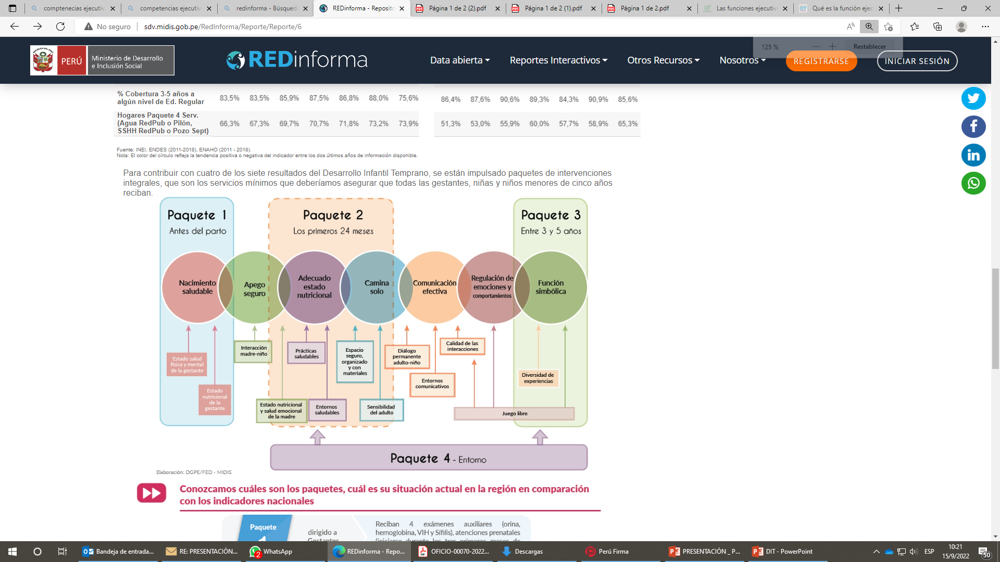 comptenecias ejecutiva
competencias ejecutiva
redinforma - Búsqued
REDinforma - Reposito
Página 1 de 2 (2).pdf
Página 1 de 2 (1).pdf
Página 1 de 2.pdf
Las funciones ejecutiva
Qué es la función ejec
No seguro
sdv.midis.gob.pe/RedInforma/Reporte/Reporte/6
125 %
Restablecer
PERÚ
Ministerio de Desarrollo
e Inclusión Social
REDinforma
Data abierta
Reportes Interactivos
Otros Recursos
Nosotros
REGISTRARSE
INICIAR SESIÓN
% Cobertura 3-5 años a
algún nivel de Ed. Regular
83,5% 83,5% 85,9% 87,5% 86,8% 88,0% 75,6% 86,4% 87,6% 90,6% 89,3% 84,3% 90,9% 85,6%
Hogares Paquete 4 Serv.
(Agua RedPub o Pilón,
SSHH RedPub o Pozo Sept)
66,3% 67,3% 69,7% 70,7% 71,8% 73,2% 73,9% 51,3% 53,0% 55,9% 60,0% 57,7% 58,9% 65,3%
Fuente: INEI, ENDES (2011-2018), ENAHO (2011 - 2018).
Nota: El color del círculo refleja la tendencia positiva o negativa del indicador entre los dos últimos años de información disponible.
Para contribuir con cuatro de los siete resultados del Desarrollo Infantil Temprano, se están impulsado paquetes de intervenciones
integrales, que son los servicios mínimos que deberíamos asegurar que todas las gestantes, niñas y niños menores de cinco años
reciban.
Paquete 1
Antes del parto
Paquete 2
Los primeros 24 meses
Paquete 3
Entre 3 y 5 años
Nacimiento
saludable
Apego
seguro
Adecuado
estado
nutricional
Camina
solo
Comunicación
efectiva
Regulación de
emociones y
comportamientos
Función
simbólica
Estado salud
física y mental
de la gestante
Estado
nutricional
de la
gestante
Interacción
madre-niño
Estado nutricional
y salud emocional
de la madre
Prácticas
saludables
Entornos
saludables
Espacio
seguro,
organizado
y con
materiales
Sensibilidad
del adulto
Diálogo
permanente
adulto-niño
Entornos
comunicativos
Calidad de las
interacciones
Diversidad de
experiencias
Juego libre
Paquete 4 - Entorno
Elaboración: DGPE/FED - MIDIS
Conozcamos cuáles son los paquetes, cuál es su situación actual en la región en comparación
con los indicadores nacionales
Paquete
1
dirigido a
Gestantes
Reciban 4 exámenes auxiliares (orina,
hemoglobina, VIH y Sífilis), atenciones prenatales
(iniciarse durante los tres primeros meses de
Bandeja de entrada...
RE: PRESENTACIÓN...
2
WhatsApp
REDinforma - Repo...
OFICIO-00070-2022...
Descargas
Perú Firma
PRESENTACIÓN _ P...
DIT - PowerPoint
ESP
10:21
15/9/2022
50